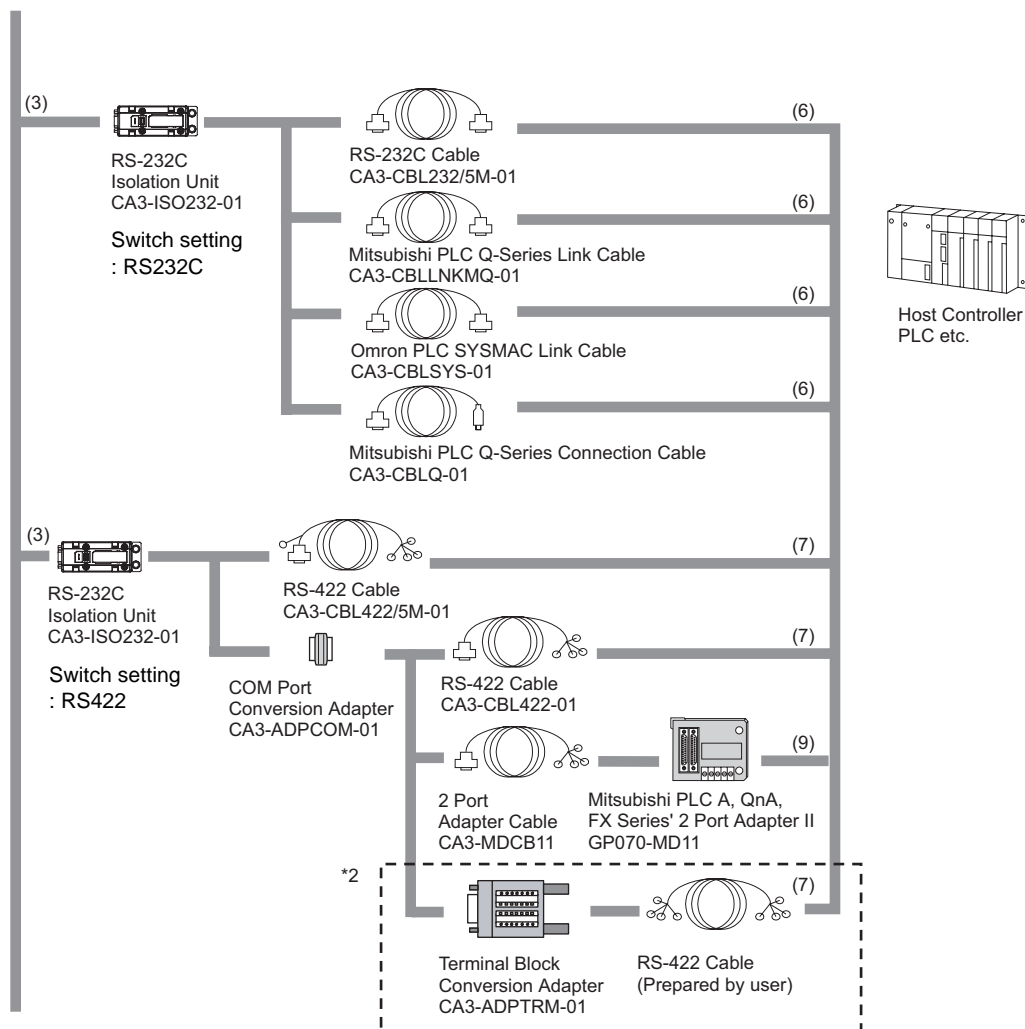 (3)
RS-232C
Isolation Unit
CA3-ISO232-01
Switch setting
: RS232C
RS-232C Cable
CA3-CBL232/5M-01
(6)
Mitsubishi PLC Q-Series Link Cable
CA3-CBLLNKMQ-01
(6)
Omron PLC SYSMAC Link Cable
CA3-CBLSYS-01
(6)
Mitsubishi PLC Q-Series Connection Cable
CA3-CBLQ-01
(6)
Host Controller
PLC etc.
(3)
RS-232C
Isolation Unit
CA3-ISO232-01
Switch setting
: RS422
RS-422 Cable
CA3-CBL422/5M-01
(7)
COM Port
Conversion Adapter
CA3-ADPCOM-01
RS-422 Cable
CA3-CBL422-01
(7)
2 Port
Adapter Cable
CA3-MDCB11
Mitsubishi PLC A, QnA,
FX Series' 2 Port Adapter II
GP070-MD11
(9)
*2
Terminal Block
Conversion Adapter
CA3-ADPTRM-01
RS-422 Cable
(Prepared by user)
(7)